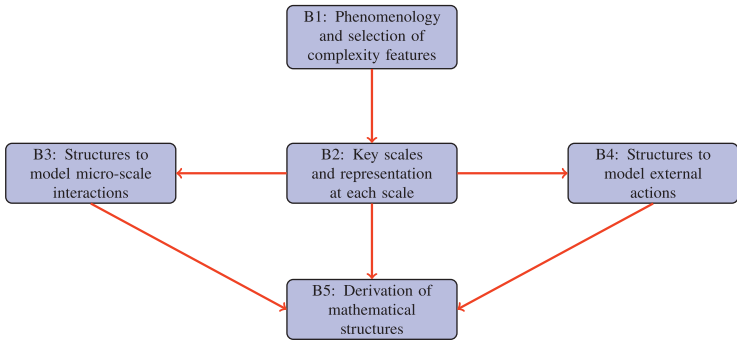 B1: Phenomenology
and selection of
complexity features
B3: Structures to
model micro-scale
interactions
B2: Key scales
and representation
at each scale
B4: Structures to
model external
actions
B5: Derivation of
mathematical
structures